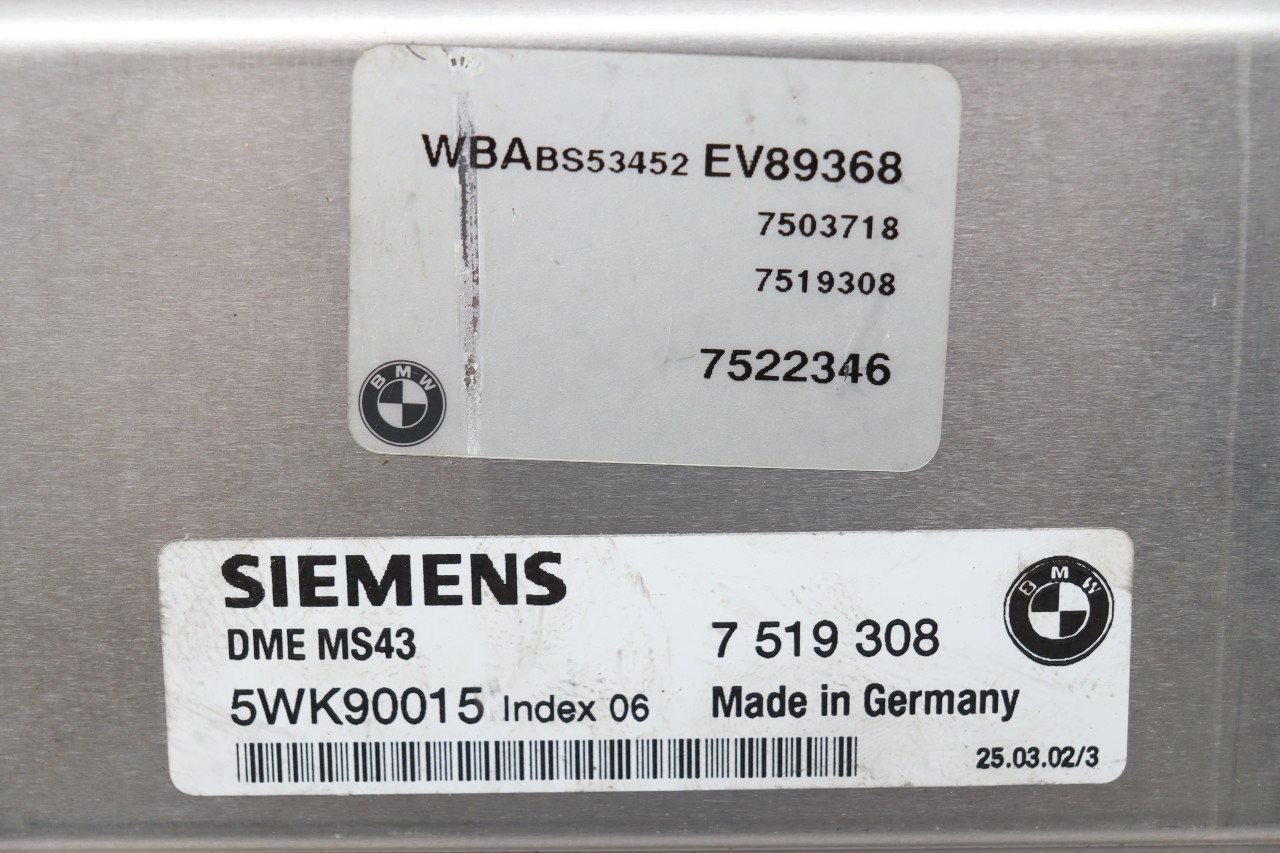 WBABS53452 EV89368
7503718
7519308
7522346
BMW
SIEMENS
DME MS43
7 519 308
BMW
5WK90015 Index 06
Made in Germany
25.03.02/3